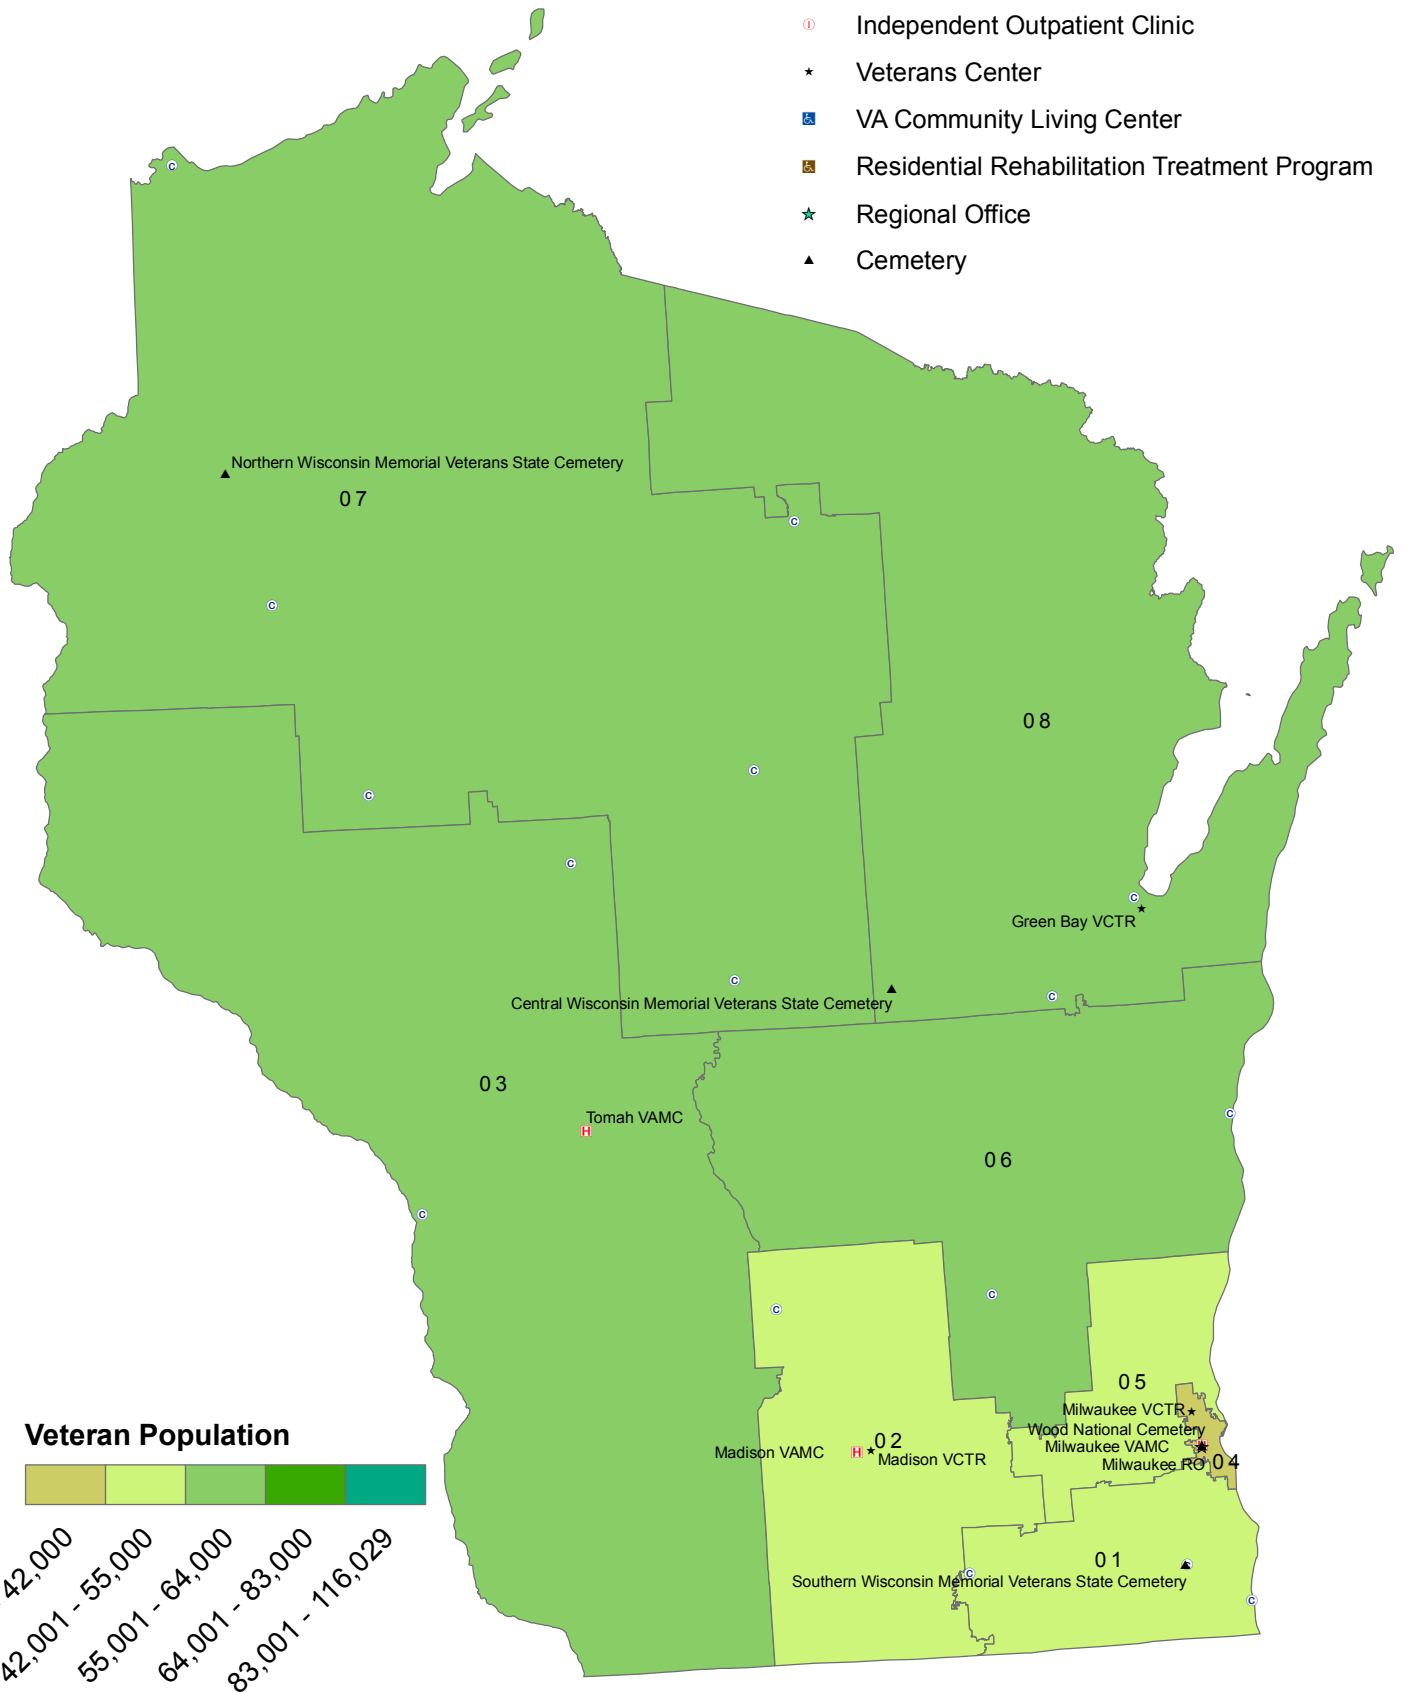 Independent Outpatient Clinic
Veterans Center
VA Community Living Center
Residential Rehabilitation Treatment Program
Regional Office
Cemetery
C
Northern Wisconsin Memorial Veterans State Cemetery
07
C
C
08
C
C
C
C
Green Bay VCTR
C
C
Central Wisconsin Memorial Veterans State Cemetery
03
Tomah VAMC
H
C
06
C
C
C
05
Milwaukee VCTR
Wood National Cemetery
Milwaukee VAMC
Milwaukee RO
04
02
Madison VAMC
H
Madison VCTR
01
C
C
Southern Wisconsin Memorial Veterans State Cemetery
C
Veteran Population
42,000
42,001 - 55,000
55,001 - 64,000
64,001 - 83,000
83,001 - 116,029